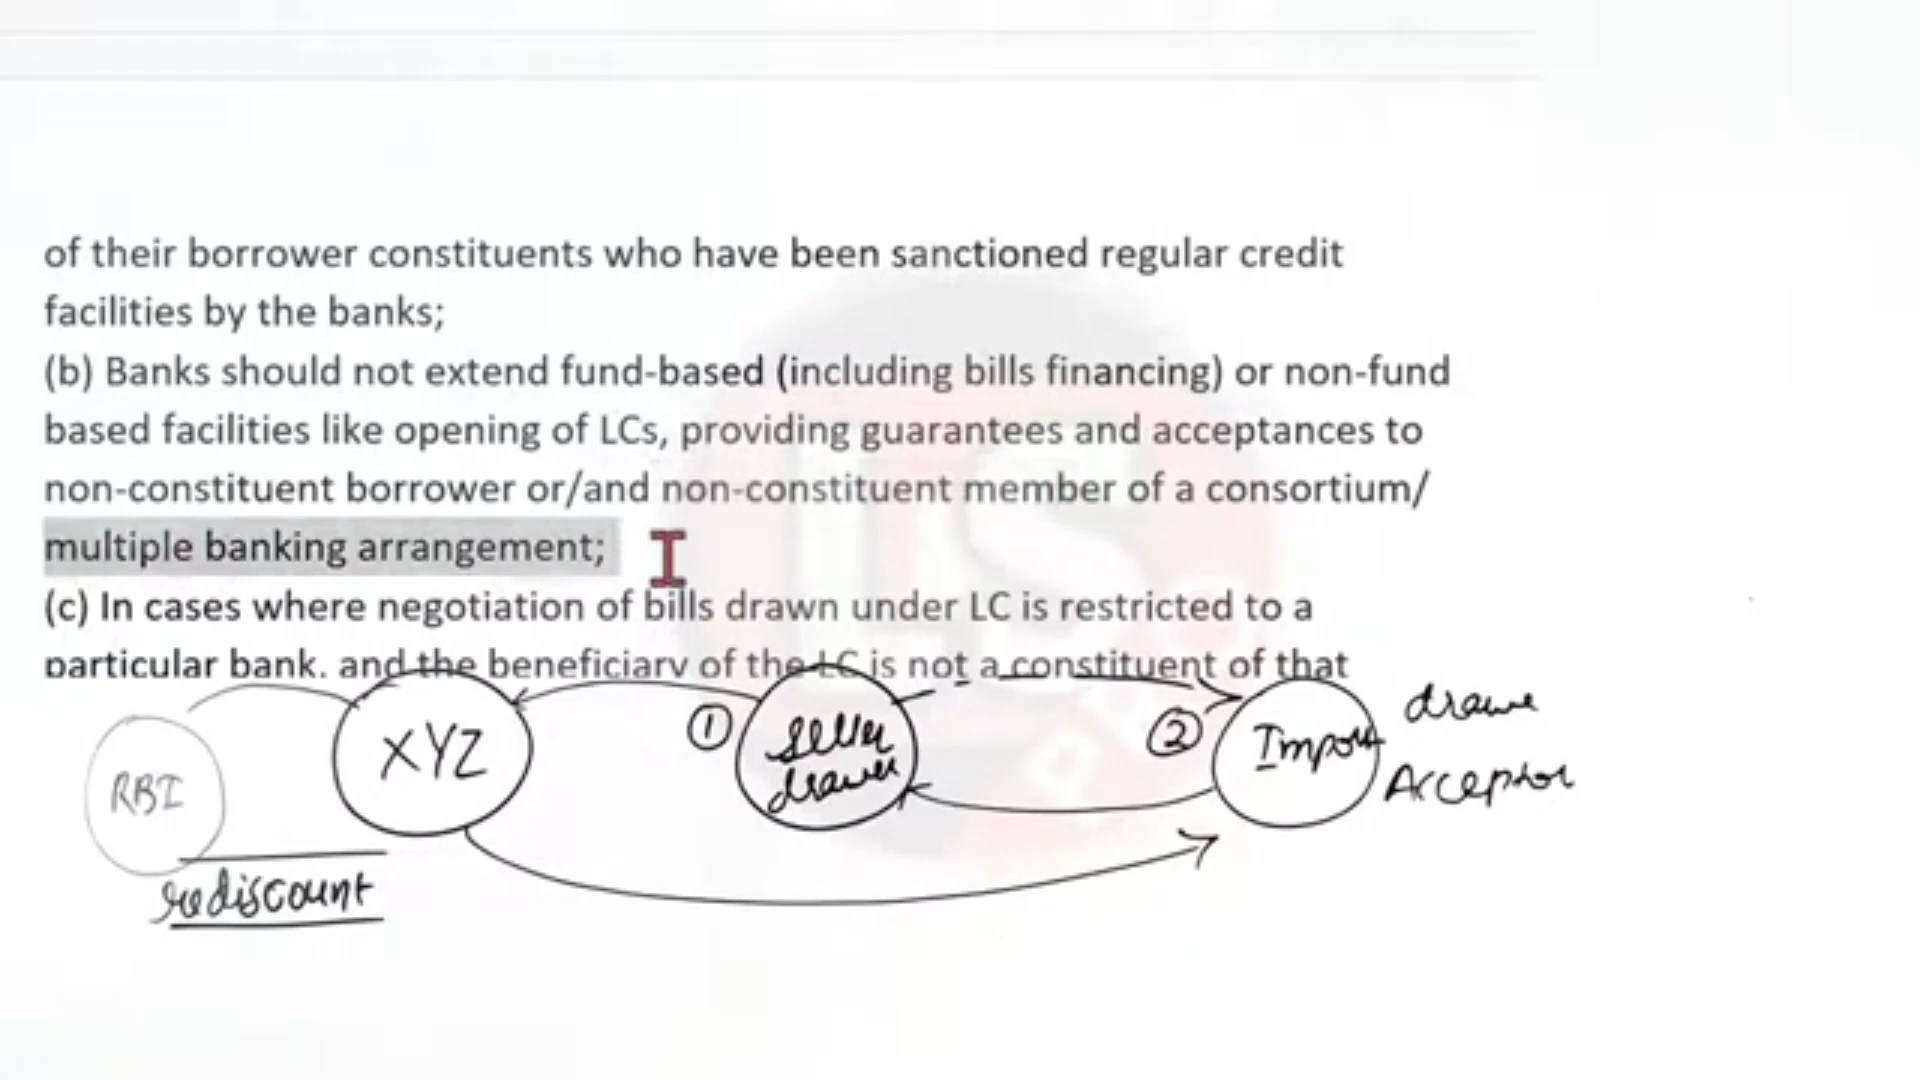 of their borrower constituents who have been sanctioned regular credit
facilities by the banks;
(b) Banks should not extend fund-based (including bills financing) or non-fund
based facilities like opening of LCs, providing guarantees and acceptances to
non-constituent borrower or/and non-constituent member of a consortium/
multiple banking arrangement;
(c) In cases where negotiation of bills drawn under LC is restricted to a
particular bank, and the beneficiary of the LC is not a constituent of that
RBI XYZ ① Seller ② Import drawe
drawer Acceptor
rediscount